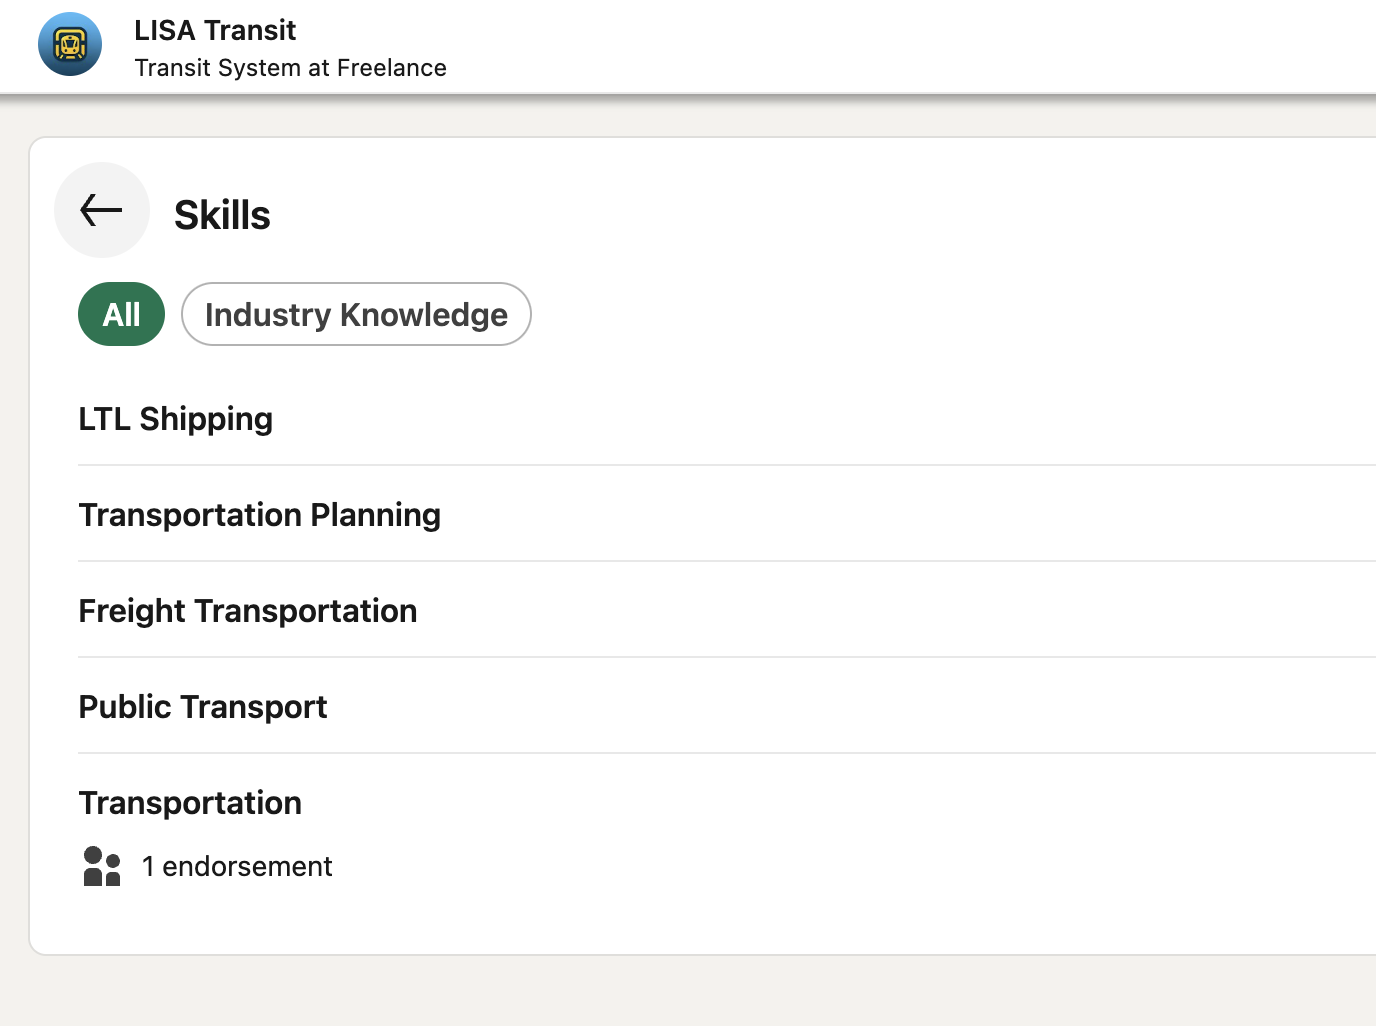 LISA Transit
Transit System at Freelance
Skills
All
Industry Knowledge
LTL Shipping
Transportation Planning
Freight Transportation
Public Transport
Transportation
1 endorsement